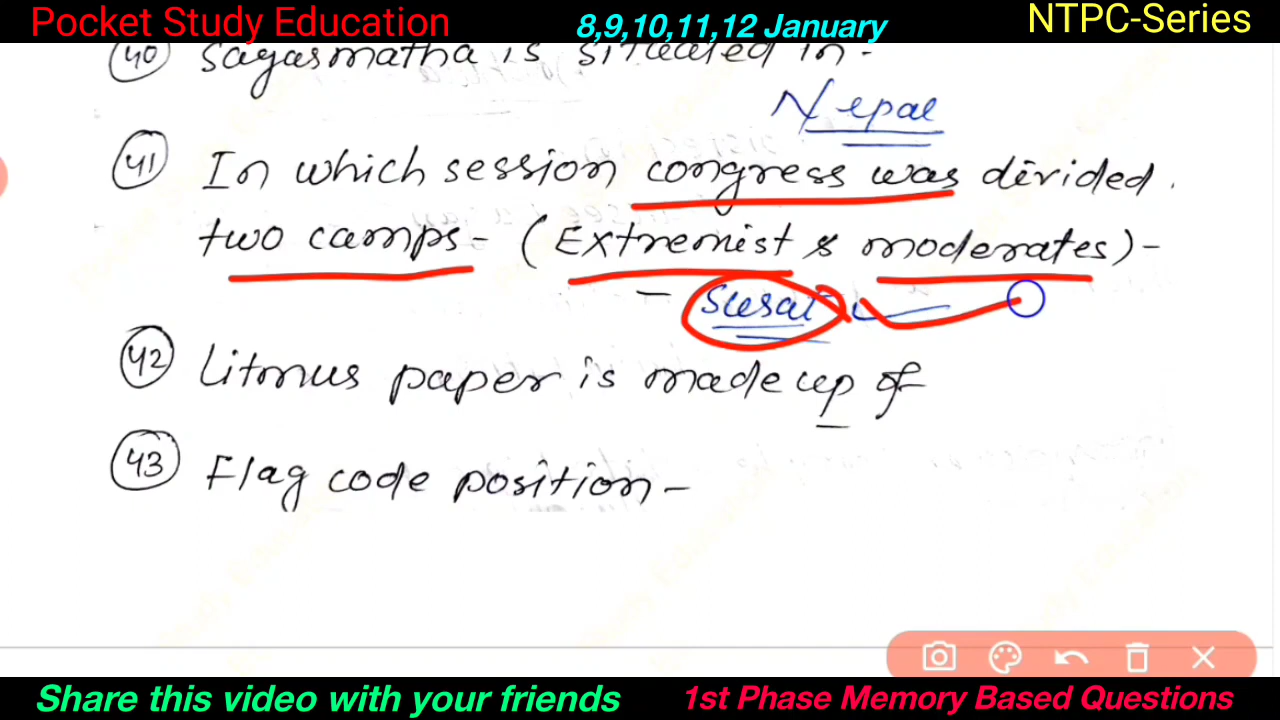 Pocket Study Education
8,9,10,11,12 January
NTPC-Series
(40) Sagarmatha is situated in -
Nepal
(41) In which session congress was divided.
two camps - (Extremist & moderates) -
- Surat
(42) Litmus paper is made up of
(43) Flag code position -
Share this video with your friends
1st Phase Memory Based Questions